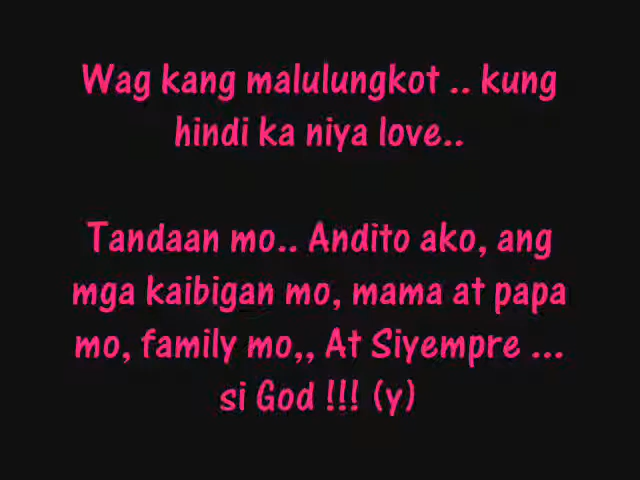 Wag kang malulungkot .. kung
hindi ka niya love..
Tandaan mo.. Andito ako, ang
mga kaibigan mo, mama at papa
mo, family mo,, At Siyempre ...
si God !!! (y)